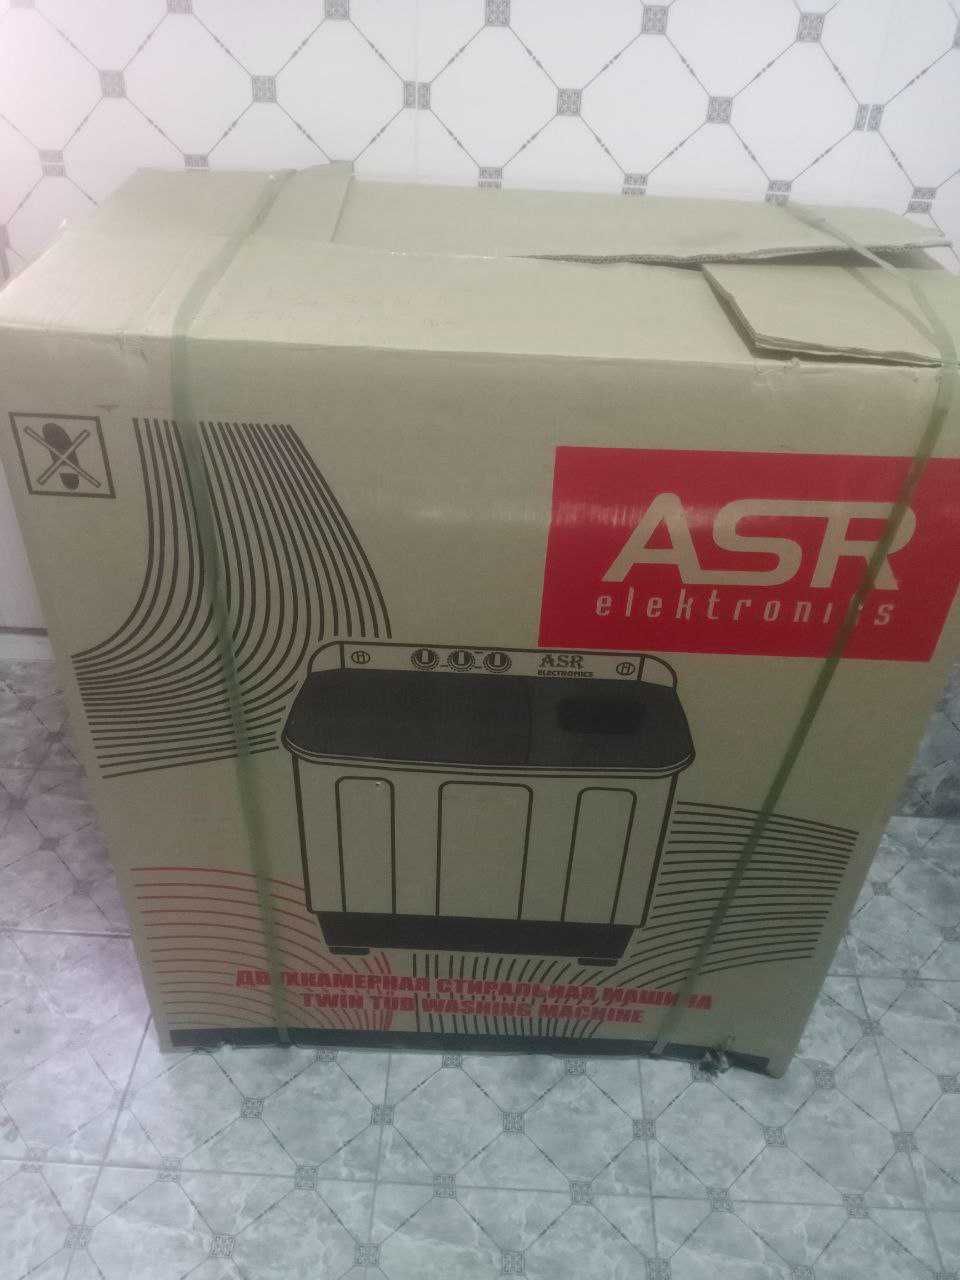 ASR
elektronics
ASR
ELECTRONICS
ДВУХКАМЕРНАЯ СТИРАЛЬНАЯ МАШИНА
TWIN TUB WASHING MACHINE